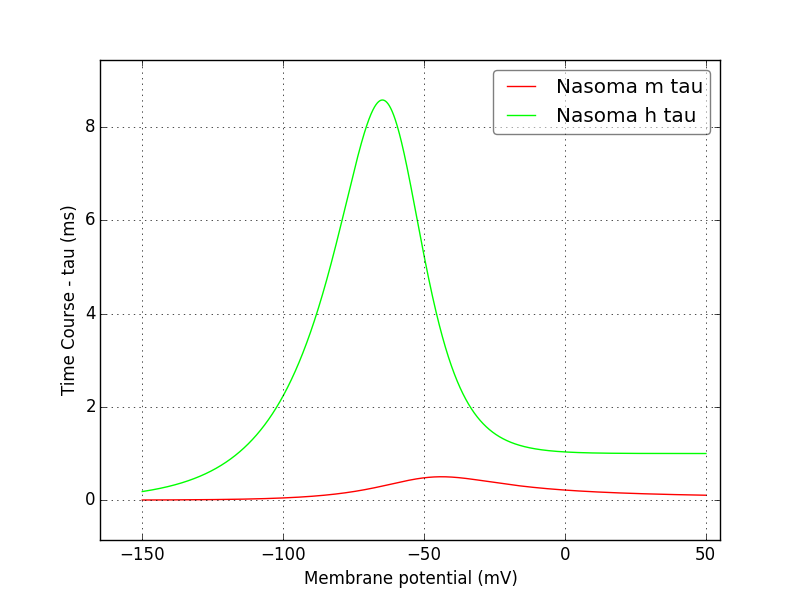 Nasoma m tau
Nasoma h tau
Time Course - tau (ms)
8
6
4
2
0
−150
−100
−50
0
50
Membrane potential (mV)